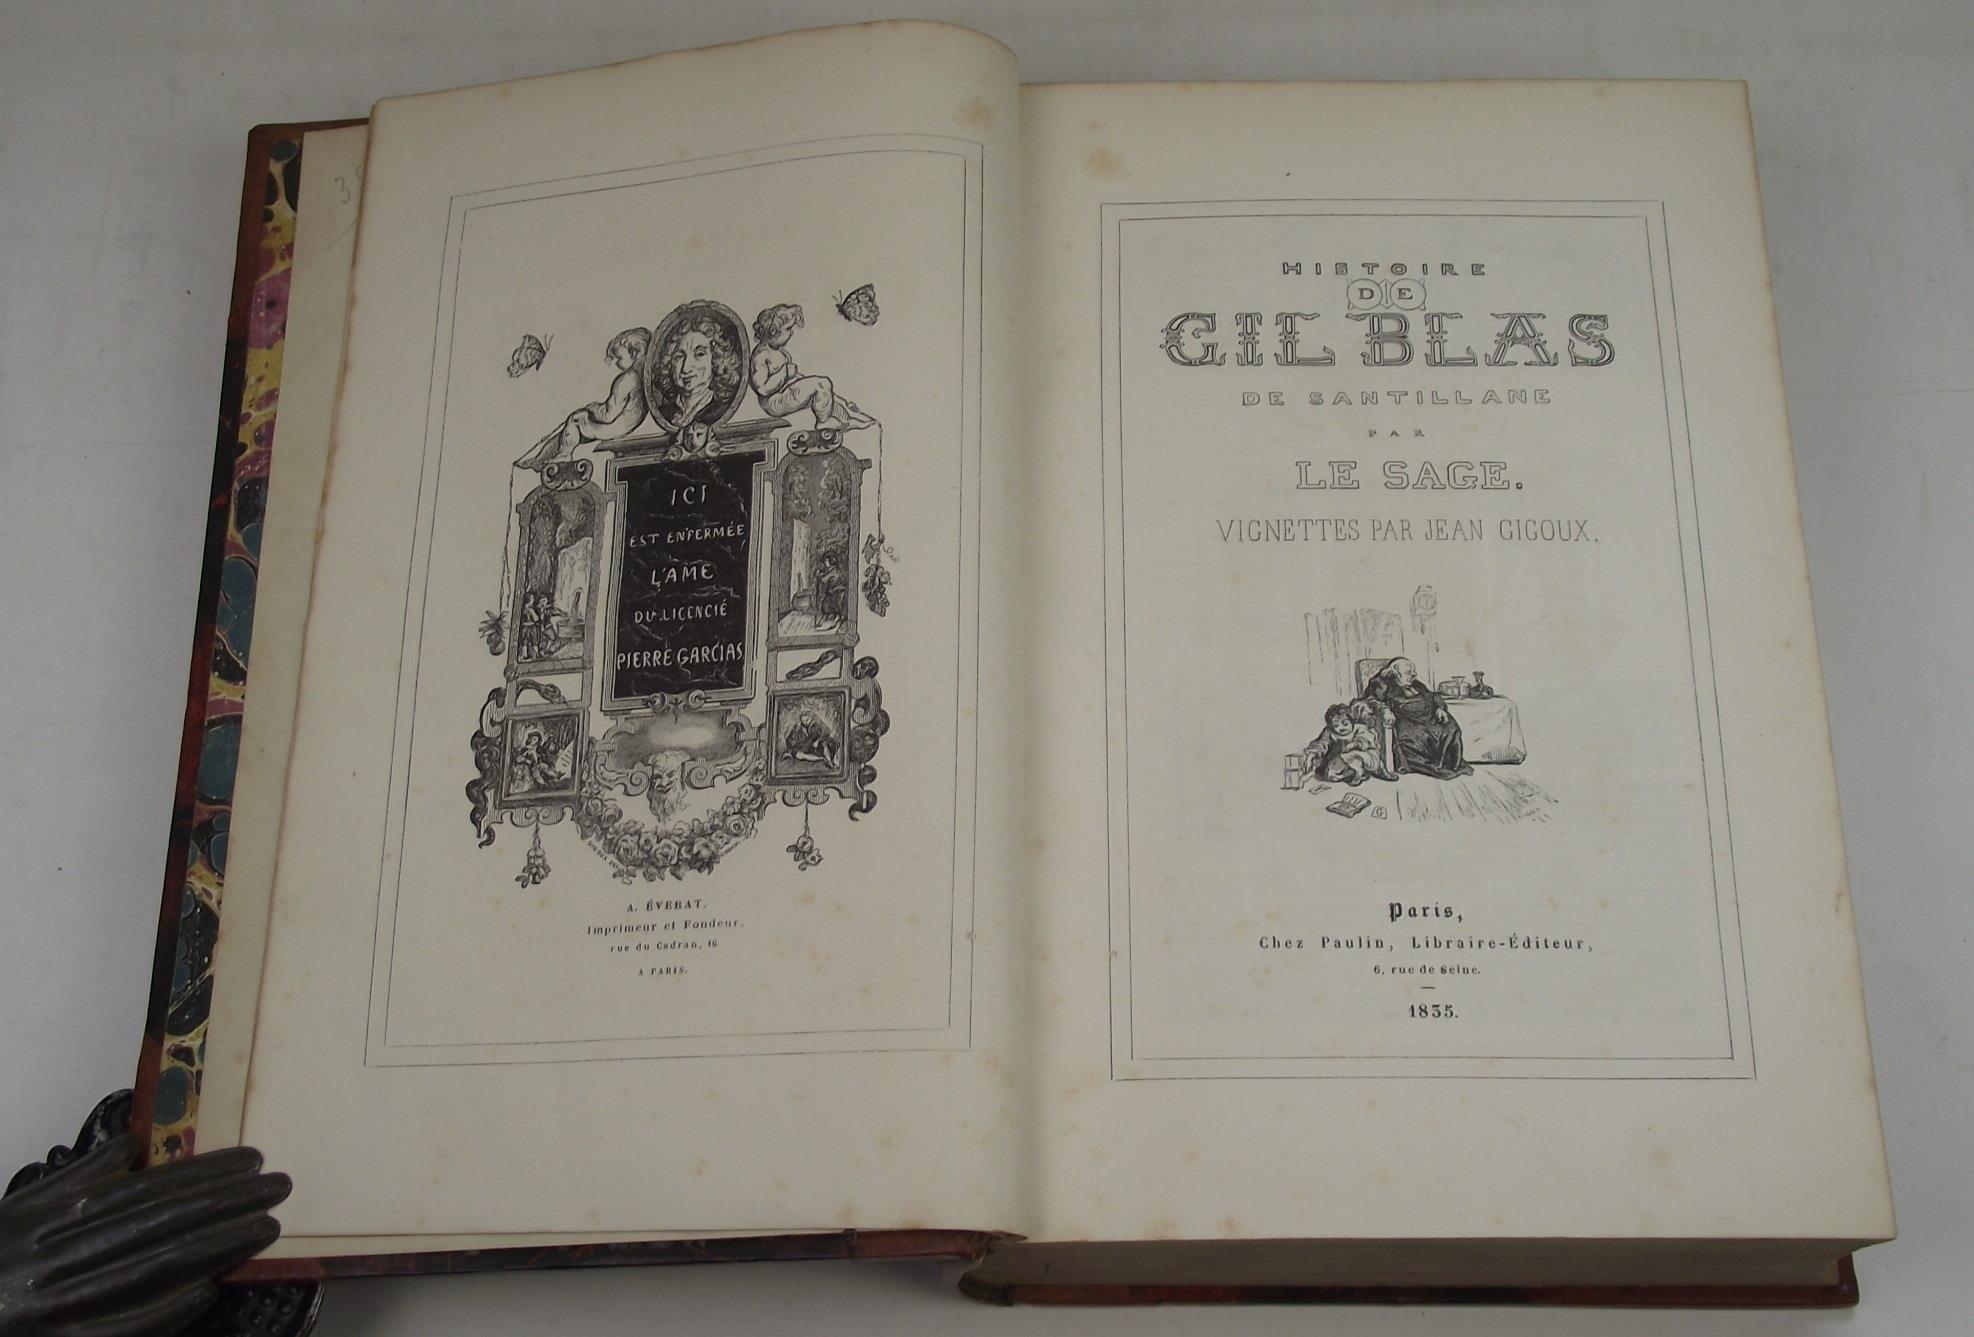 ICI
EST ENFERMÉE
L'AME
DU LICENCIÉ
PIERRE GARCIAS
A. ÉVERAT.
Imprimeur et Fondeur,
rue du Cadran, 16
A PARIS.
HISTOIRE
DE
GIL BLAS
DE SANTILLANE
PAR
LE SAGE.
VIGNETTES PAR JEAN GIGOUX.
Paris,
Chez Paulin, Libraire-Éditeur,
6, rue de Seine.
1835.